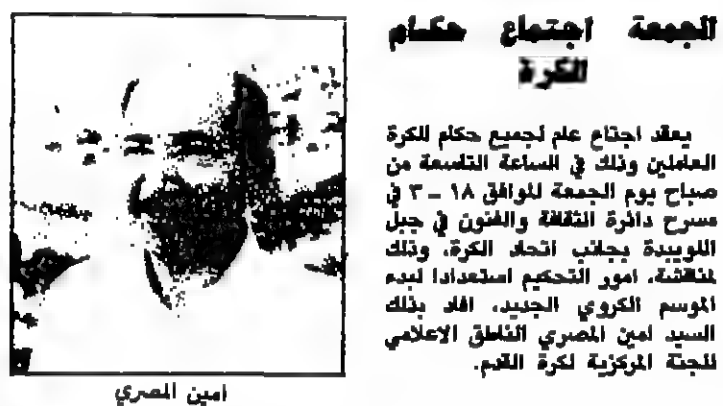 الجمعة اجتماع حكام
الكرة
يعقد اجتاع عام لجميع حكام الكرة
العاملين وذلك في الساعة التاسعة من
صباح يوم الجمعة الموافق ١٨ - ٣ في
مسرح دائرة الثقافة والفنون في جبل
اللويبدة بجانب اتحاد الكرة، وذلك
لمناقشة، امور التحكيم استعدادا لبدء
الموسم الكروي الجديد، افاد بذلك
السيد امين المصري الناطق الاعلامي
للجنة المركزية لكرة القدم.
امين المصري